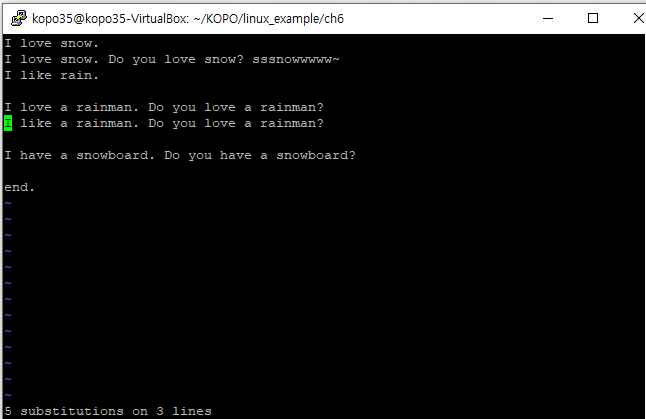 kopo35@kopo35-VirtualBox: ~/KOPO/linux_example/ch6
I love snow.
I love snow. Do you love snow? sssnowwwww~
I like rain.
I love a rainman. Do you love a rainman?
I like a rainman. Do you love a rainman?
I have a snowboard. Do you have a snowboard?
end.
~
~
~
~
~
~
~
~
~
~
~
~
~
5 substitutions on 3 lines